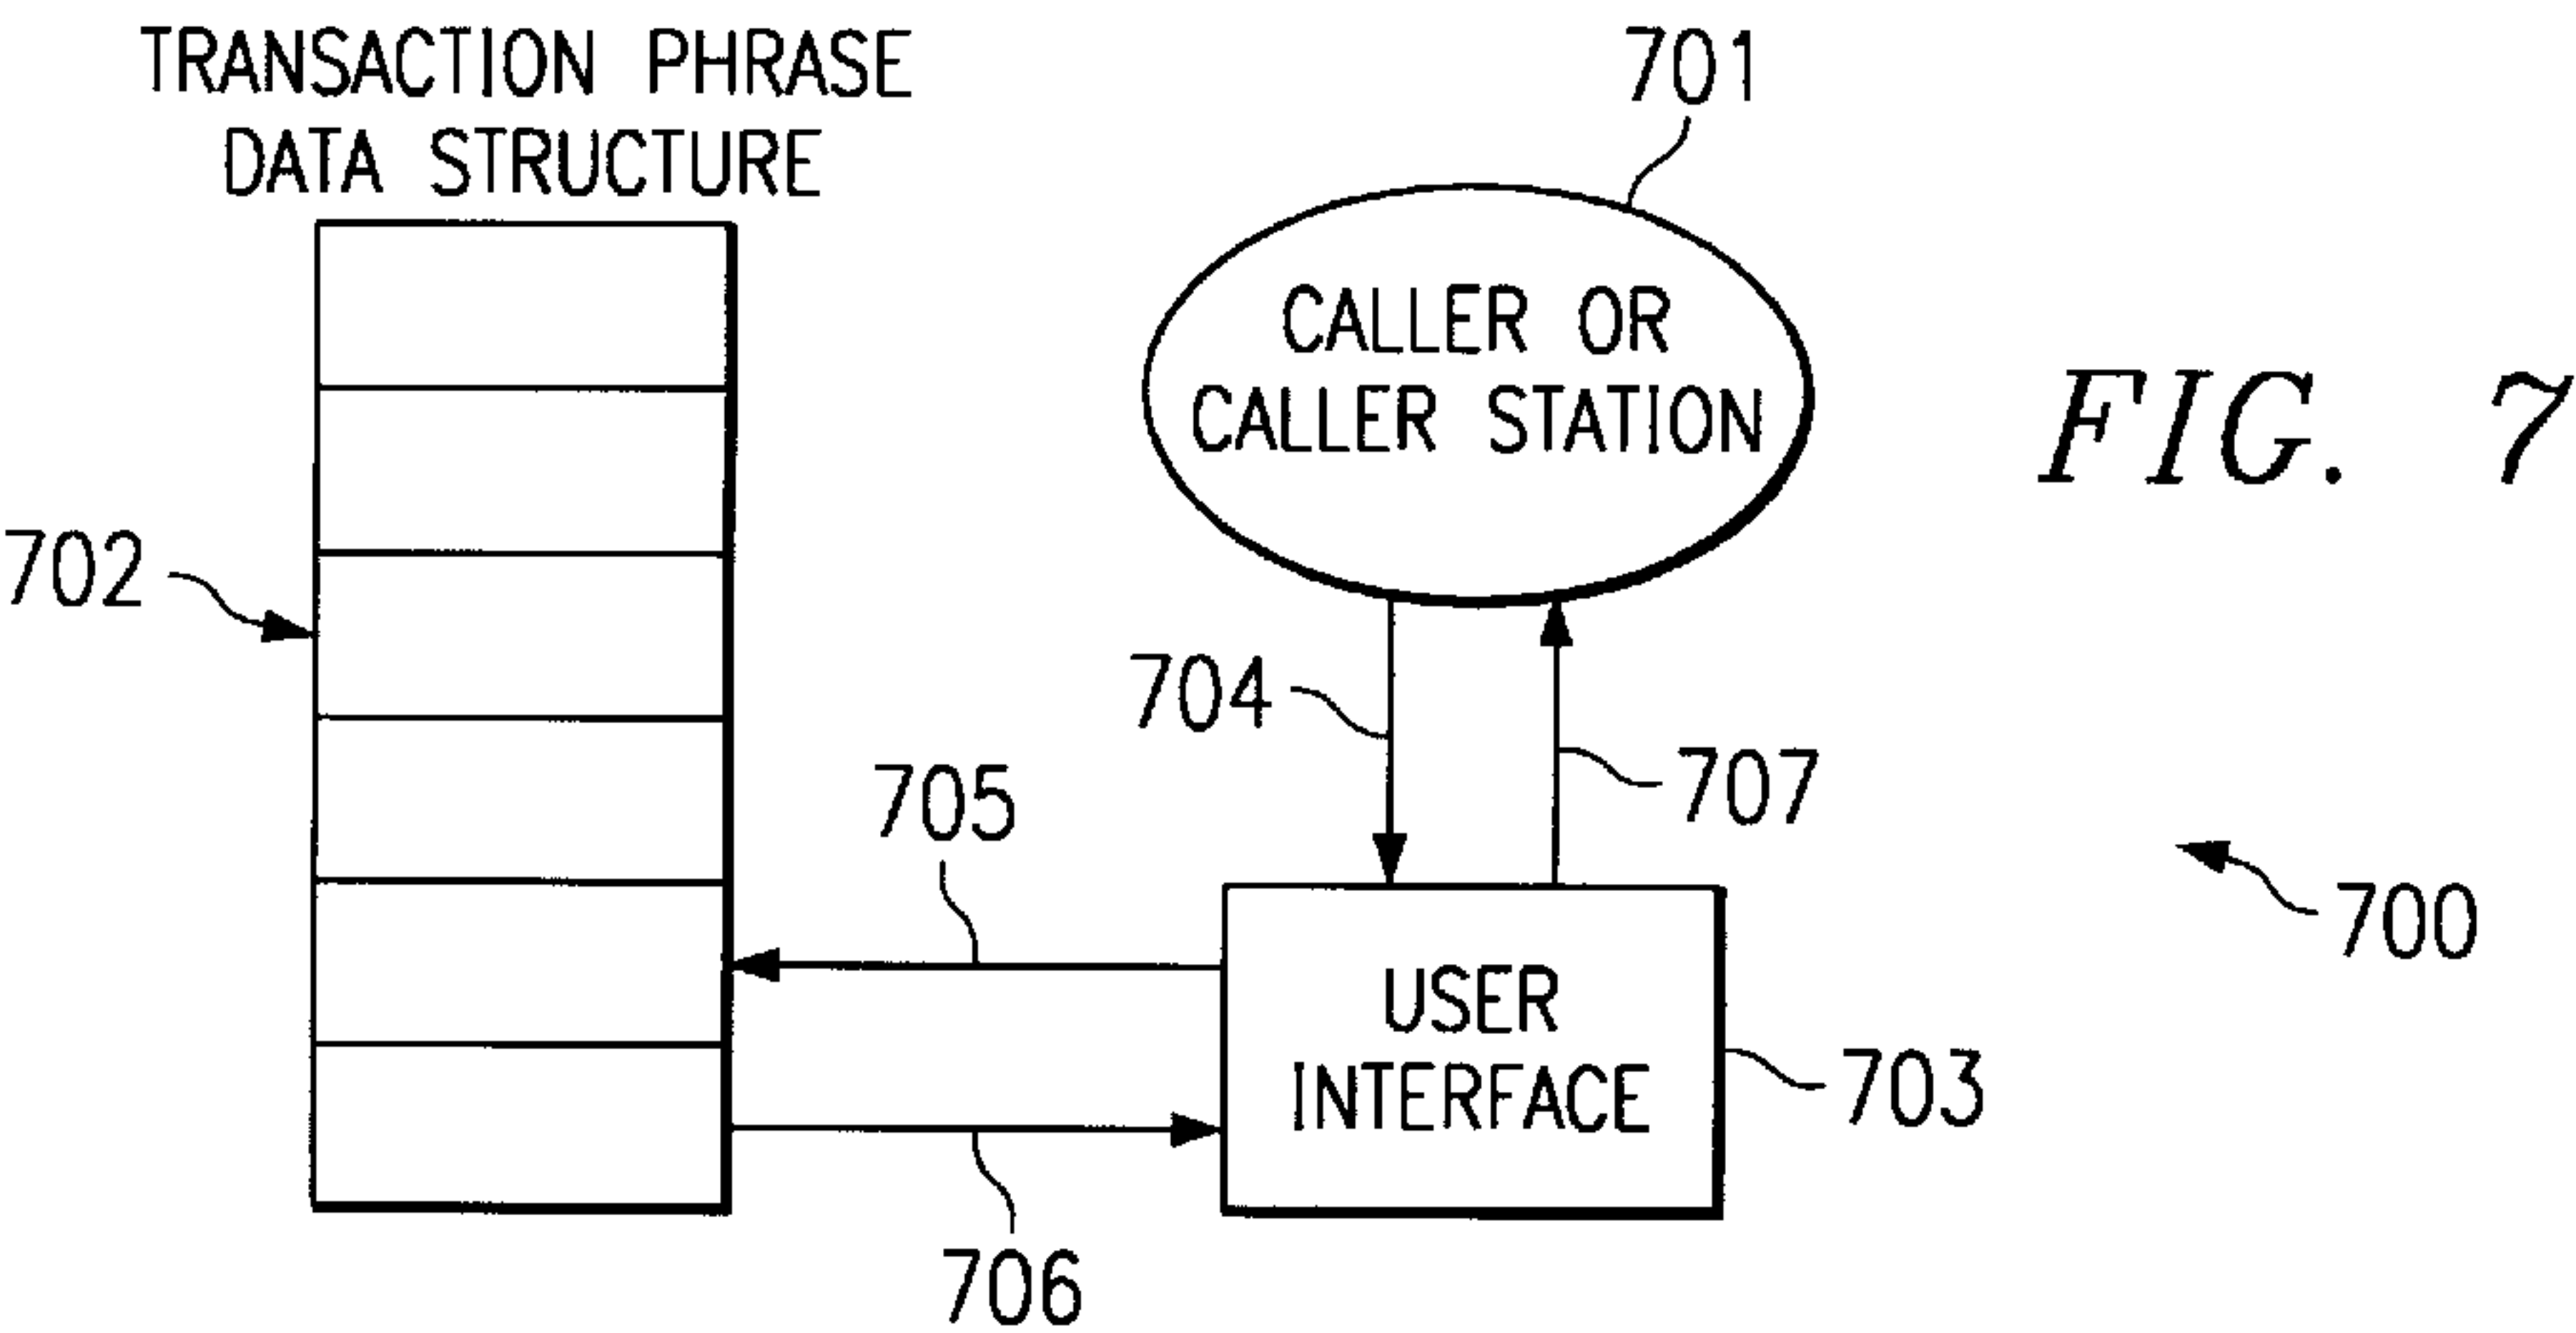 TRANSACTION PHRASE
DATA STRUCTURE
701
CALLER OR
CALLER STATION
FIG. 7
702
704
707
705
700
USER
INTERFACE
703
706